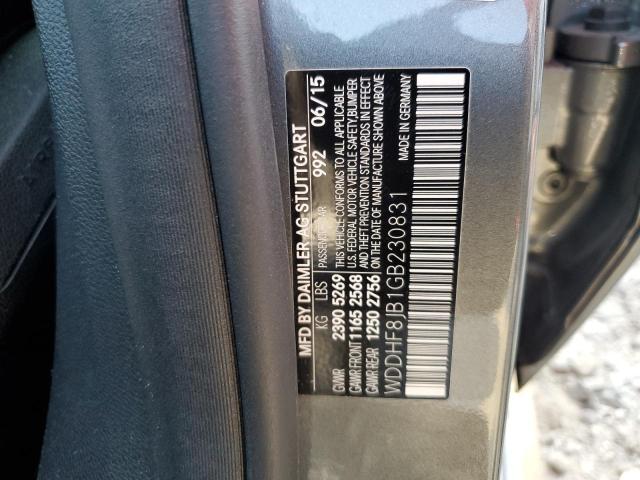 MFD BY DAIMLER AG-STUTTGART
PASSENGER 992 06/15
KG LBS
GVWR 2390 5269
GAWR FRONT 1165 2568
GAWR REAR 1250 2756
THIS VEHICLE CONFORMS TO ALL APPLICABLE
U.S. FEDERAL MOTOR VEHICLE SAFETY, BUMPER
AND THEFT PREVENTION STANDARDS IN EFFECT
ON THE DATE OF MANUFACTURE SHOWN ABOVE
WDDHF8JB1GB230831
MADE IN GERMANY